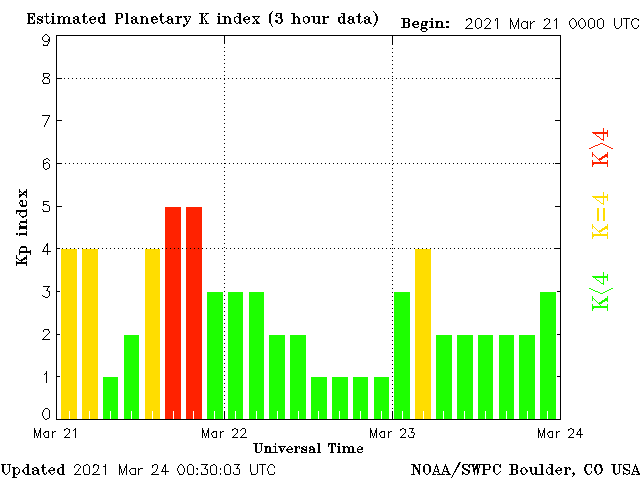 Estimated Planetary K index (3 hour data)
Begin: 2021 Mar 21 0000 UTC
9
8
7
6
5
4
3
2
1
0
Kp index
K>4
K=4
K<4
Mar 21
Mar 22
Mar 23
Mar 24
Universal Time
Updated 2021 Mar 24 00:30:03 UTC
NOAA/SWPC Boulder, CO USA